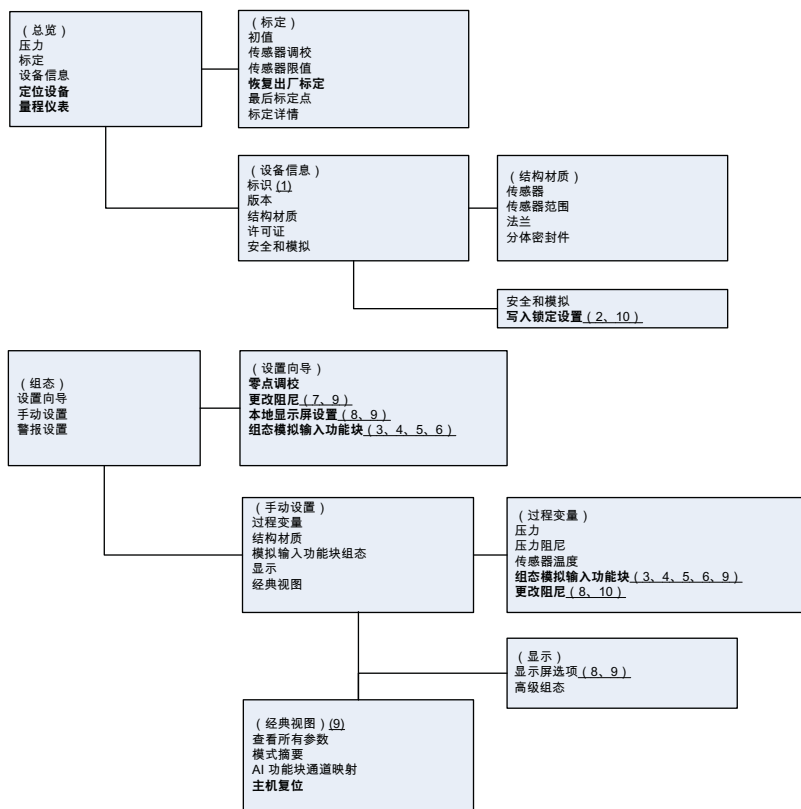 （总览）
压力
标定
设备信息
定位设备
量程仪表
（标定）
初值
传感器调校
传感器限值
恢复出厂标定
最后标定点
标定详情
（设备信息）
标识 (1)
版本
结构材质
许可证
安全和模拟
（结构材质）
传感器
传感器范围
法兰
分体密封件
安全和模拟
写入锁定设置（2、10）
（组态）
设置向导
手动设置
警报设置
（设置向导）
零点调校
更改阻尼（7、9）
本地显示屏设置（8、9）
组态模拟输入功能块（3、4、5、6）
（手动设置）
过程变量
结构材质
模拟输入功能块组态
显示
经典视图
（过程变量）
压力
压力阻尼
传感器温度
组态模拟输入功能块（3、4、5、6、9）
更改阻尼（8、10）
（显示）
显示屏选项（8、9）
高级组态
（经典视图）(9)
查看所有参数
模式摘要
AI 功能块通道映射
主机复位